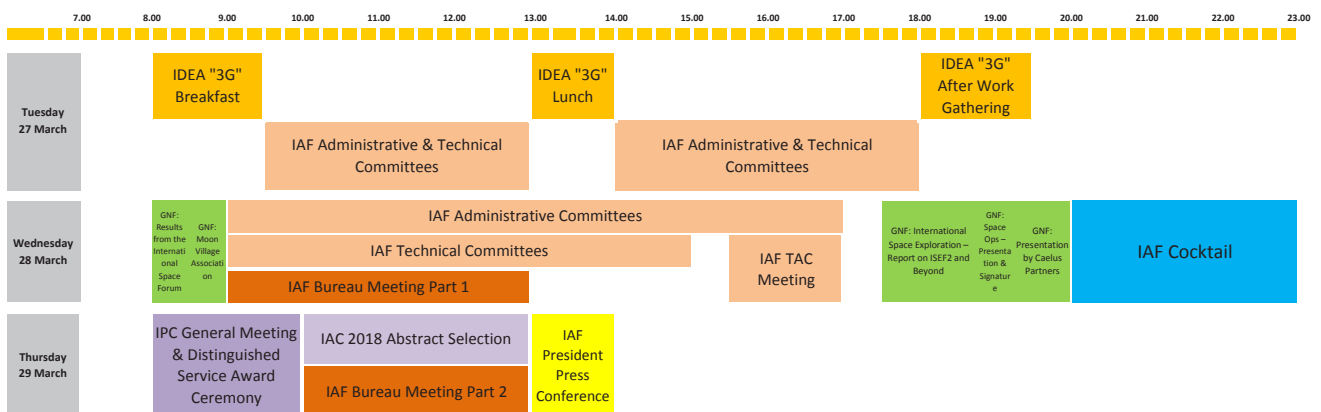 7.00 8.00 9.00 10.00 11.00 12.00 13.00 14.00 15.00 16.00 17.00 18.00 19.00 20.00 21.00 22.00 23.00
Tuesday
27 March
IDEA "3G"
Breakfast
IAF Administrative & Technical
Committees
IDEA "3G"
Lunch
IAF Administrative & Technical
Committees
IDEA "3G"
After Work
Gathering
Wednesday
28 March
GNF:
Results
from the
Internati
onal
Space
Forum
GNF:
Moon
Village
Associati
on
IAF Administrative Committees
IAF Technical Committees
IAF Bureau Meeting Part 1
IAF TAC
Meeting
GNF: International
Space Exploration –
Report on ISEF2 and
Beyond
GNF:
Space
Ops –
Presenta
tion &
Signatur
e
GNF:
Presentation
by Caelus
Partners
IAF Cocktail
Thursday
29 March
IPC General Meeting
& Distinguished
Service Award
Ceremony
IAC 2018 Abstract Selection
IAF Bureau Meeting Part 2
IAF
President
Press
Conference